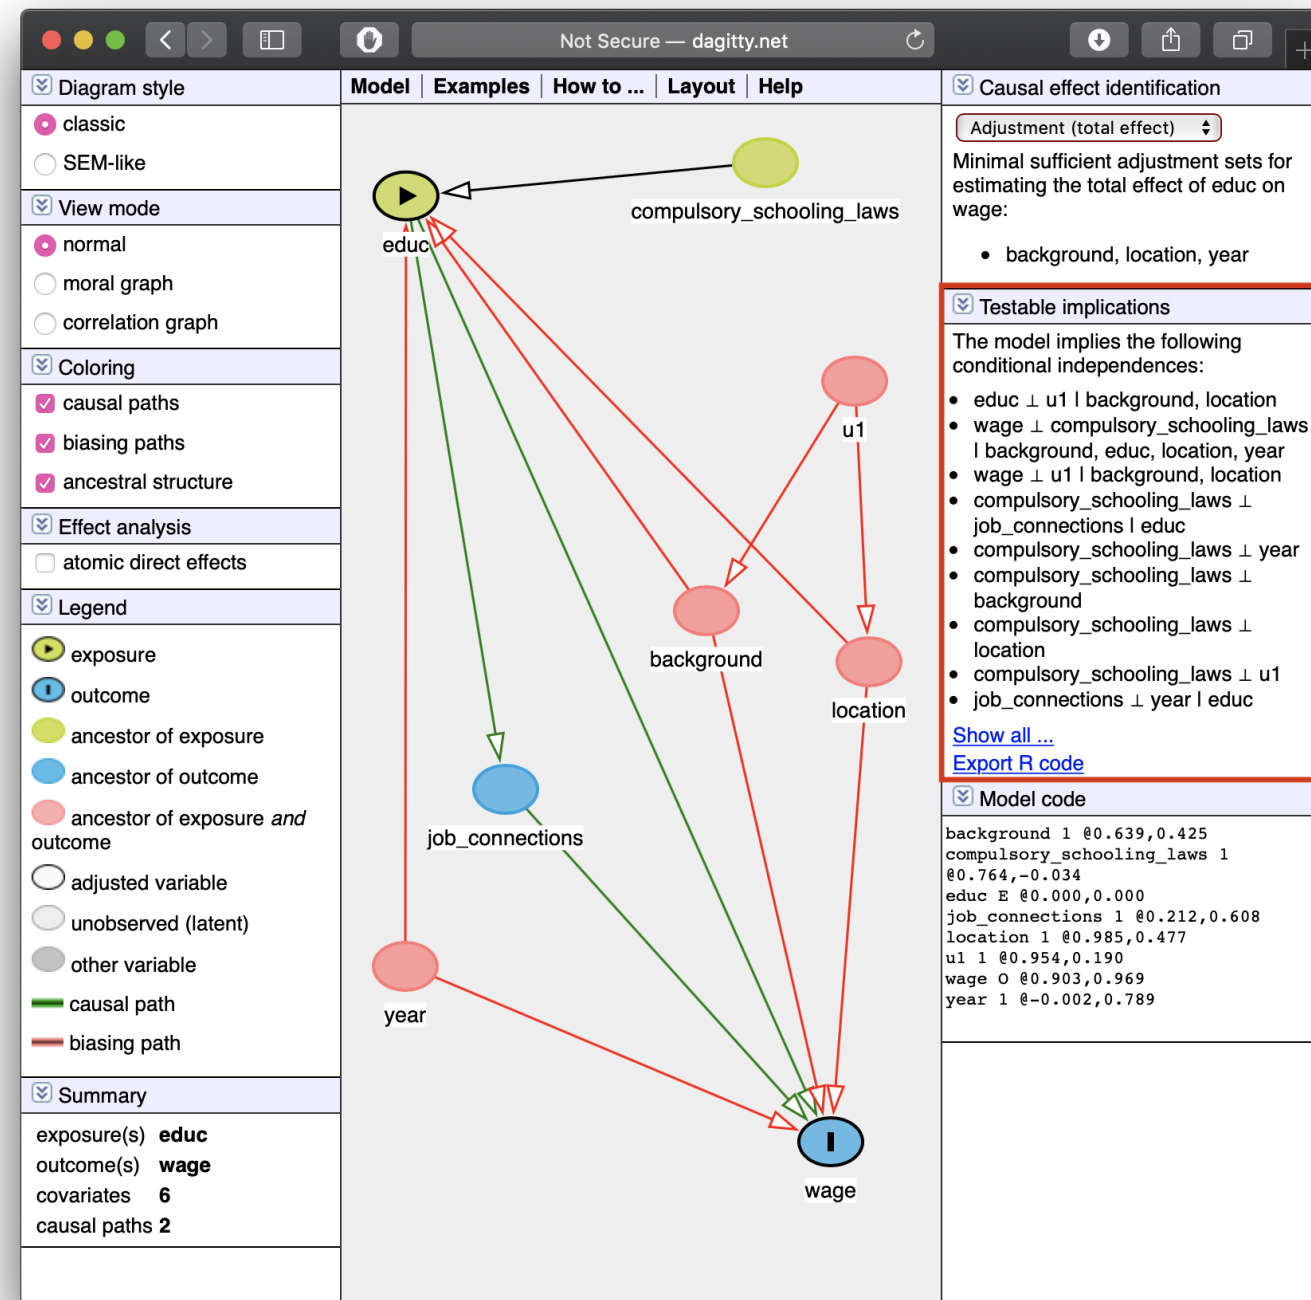 Not Secure — dagitty.net
Diagram style
classic
SEM-like
View mode
normal
moral graph
correlation graph
Coloring
causal paths
biasing paths
ancestral structure
Effect analysis
atomic direct effects
Legend
exposure
outcome
ancestor of exposure
ancestor of outcome
ancestor of exposure and
outcome
adjusted variable
unobserved (latent)
other variable
causal path
biasing path
Summary
exposure(s) educ
outcome(s) wage
covariates 6
causal paths 2
Model Examples How to ... Layout Help
compulsory_schooling_laws
educ
u1
background
location
job_connections
year
wage
Causal effect identification
Adjustment (total effect)
Minimal sufficient adjustment sets for
estimating the total effect of educ on
wage:
• background, location, year
Testable implications
The model implies the following
conditional independences:
• educ ⊥ u1 | background, location
• wage ⊥ compulsory_schooling_laws
| background, educ, location, year
• wage ⊥ u1 | background, location
• compulsory_schooling_laws ⊥
job_connections | educ
• compulsory_schooling_laws ⊥ year
• compulsory_schooling_laws ⊥
background
• compulsory_schooling_laws ⊥
location
• compulsory_schooling_laws ⊥ u1
• job_connections ⊥ year | educ
Show all ...
Export R code
Model code
background 1 @0.639,0.425
compulsory_schooling_laws 1
@0.764,-0.034
educ E @0.000,0.000
job_connections 1 @0.212,0.608
location 1 @0.985,0.477
u1 1 @0.954,0.190
wage O @0.903,0.969
year 1 @-0.002,0.789